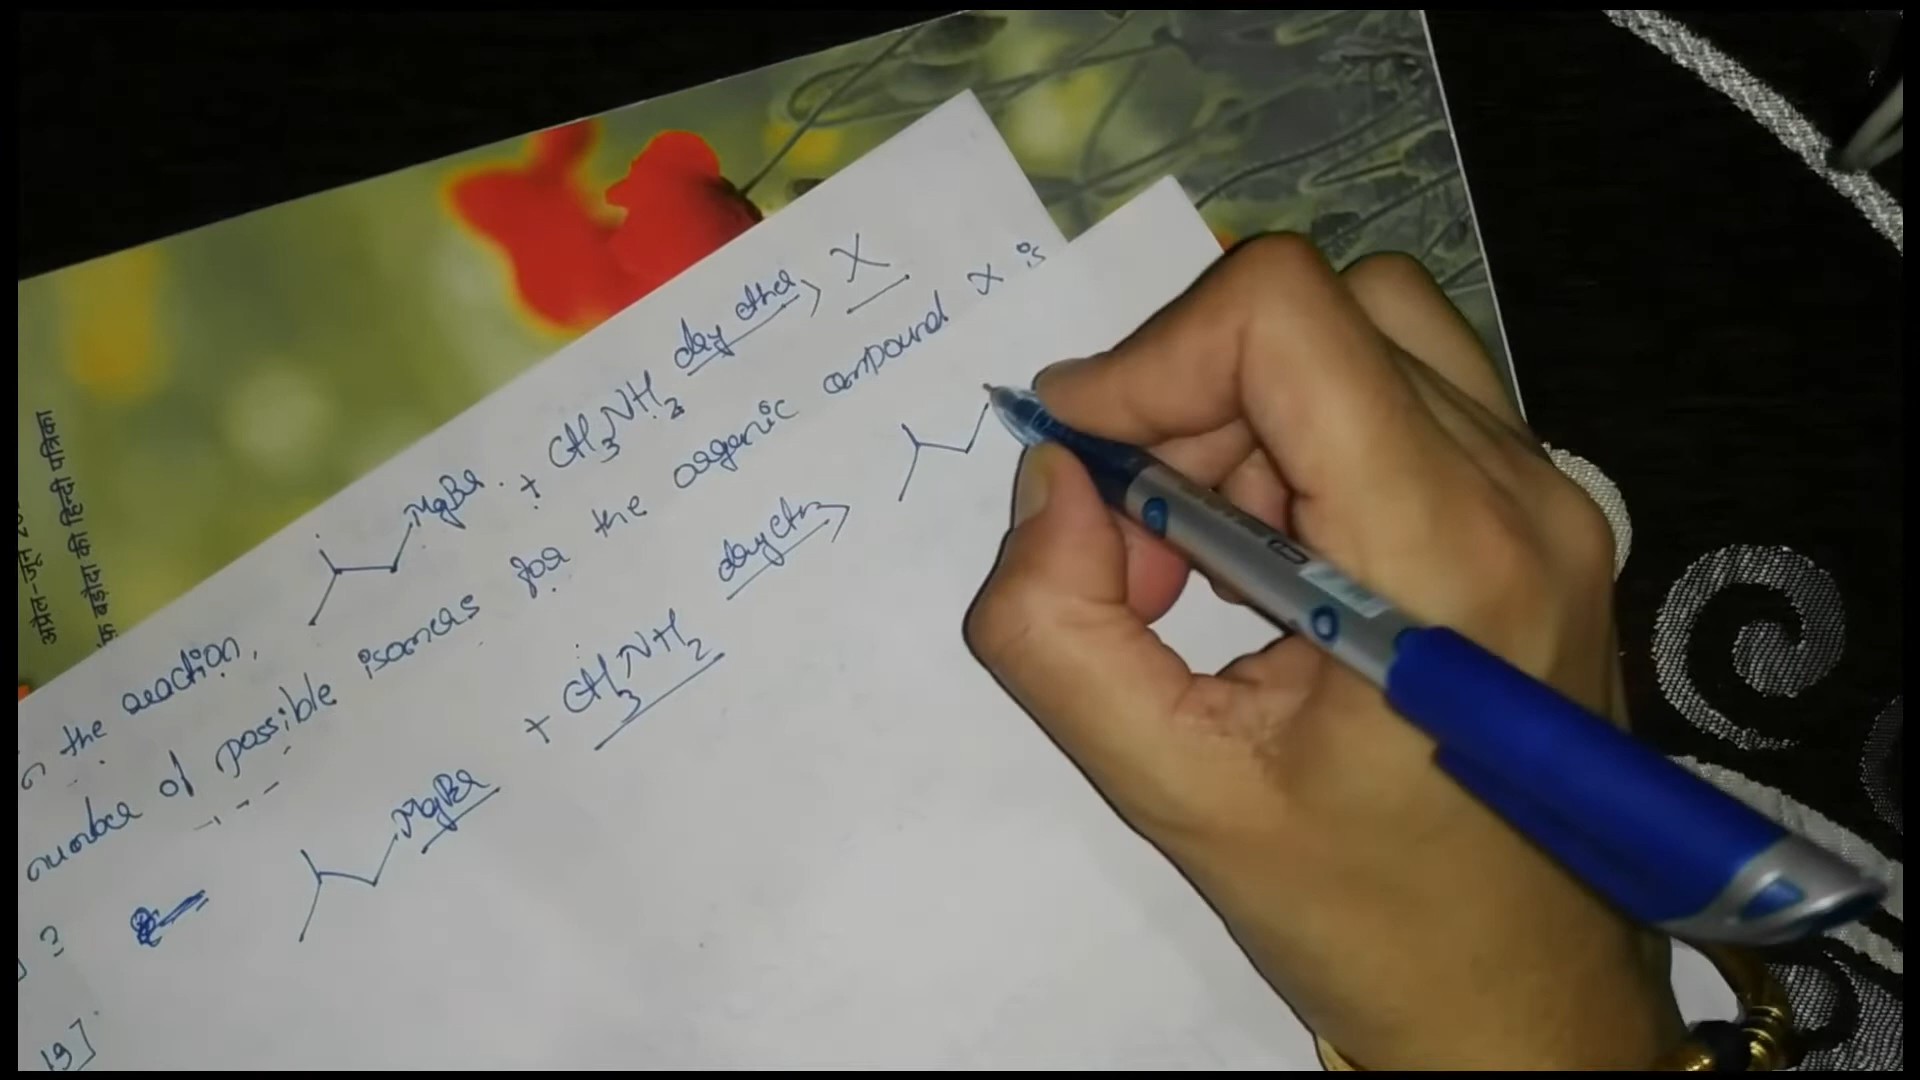 the reaction, MgBr + CH3NH2 dry ether X
number of possible isomers for the organic compound X is
] ?
MgBr + CH3NH2 dry ether
19]
अप्रैल-जून
बड़ोदा की हिन्दी पत्रिका